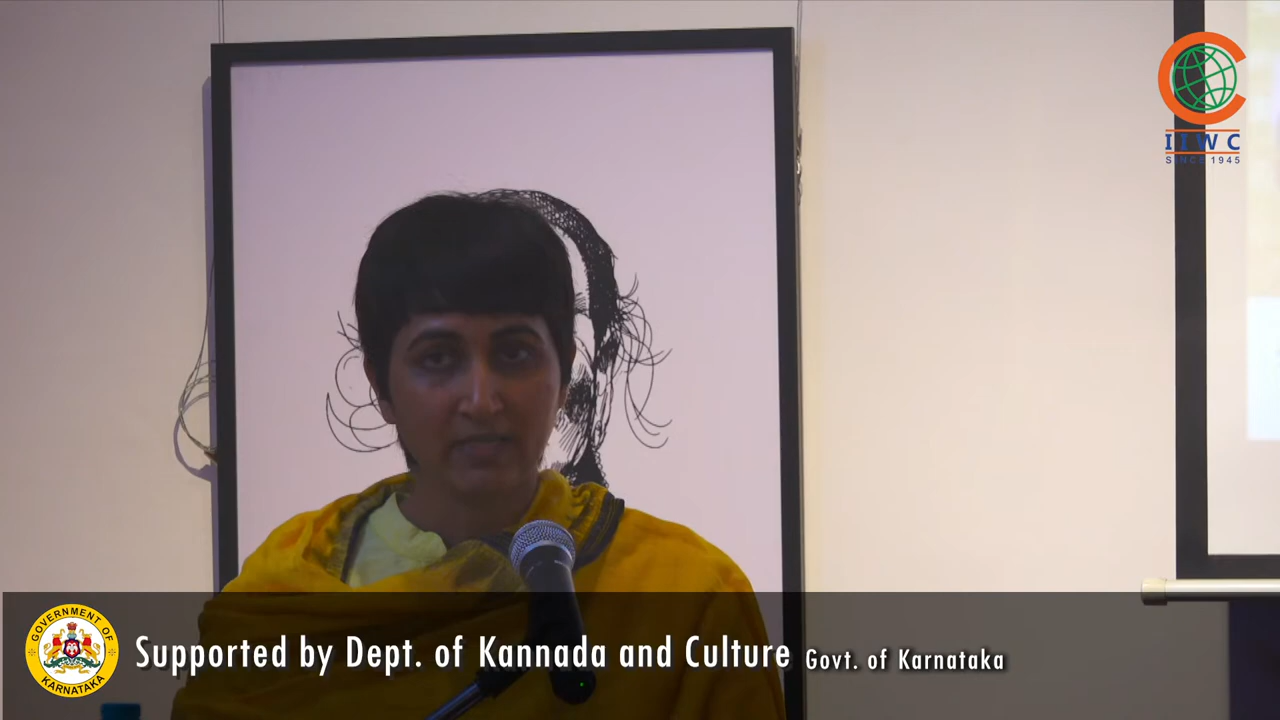 IIWC
SINCE 1945
GOVERNMENT OF
KARNATAKA
Supported by Dept. of Kannada and Culture Govt. of Karnataka